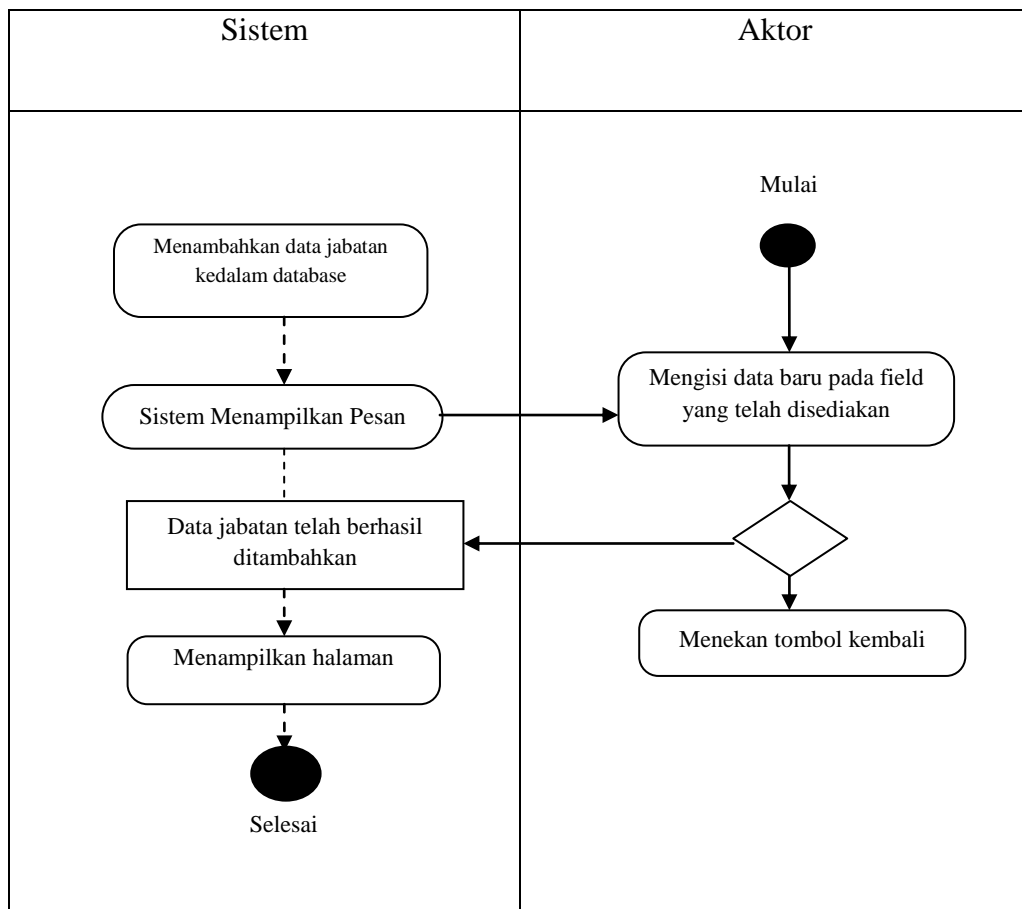 Sistem
Aktor
Mulai
Menambahkan data jabatan
kedalam database
Mengisi data baru pada field
yang telah disediakan
Sistem Menampilkan Pesan
Data jabatan telah berhasil
ditambahkan
Menampilkan halaman
Menekan tombol kembali
Selesai